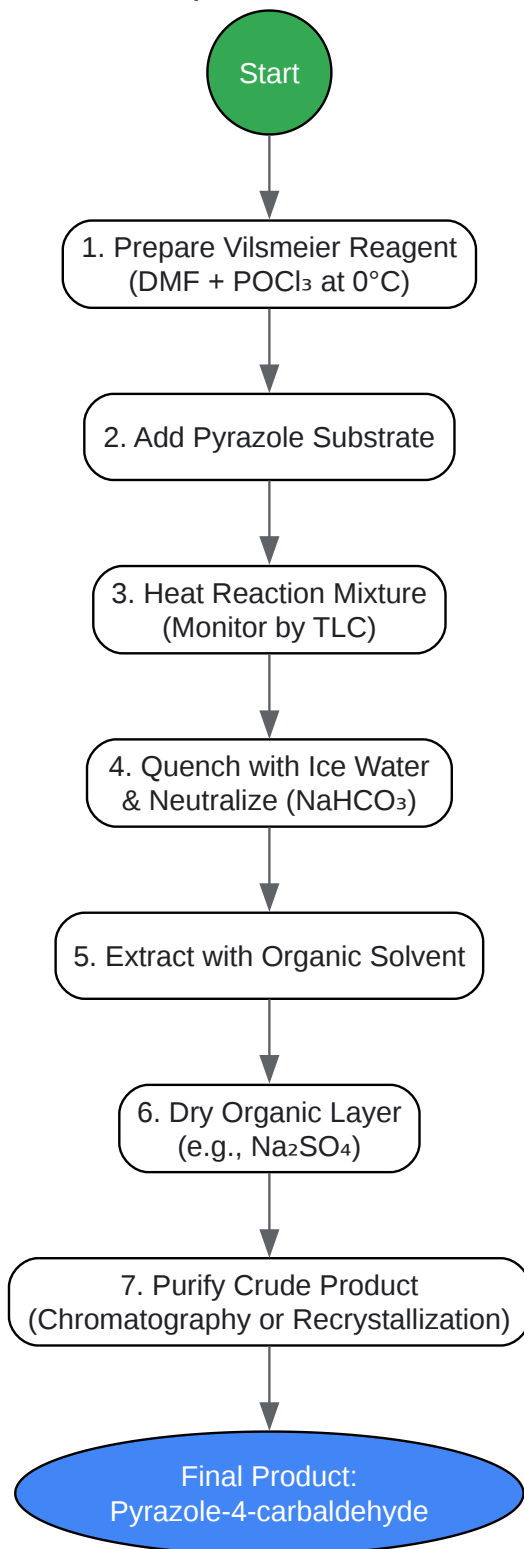 Start
1. Prepare Vilsmeier Reagent
(DMF + POCl₃ at 0°C)
2. Add Pyrazole Substrate
3. Heat Reaction Mixture
(Monitor by TLC)
4. Quench with Ice Water
& Neutralize (NaHCO₃)
5. Extract with Organic Solvent
6. Dry Organic Layer
(e.g., Na₂SO₄)
7. Purify Crude Product
(Chromatography or Recrystallization)
Final Product:
Pyrazole-4-carbaldehyde